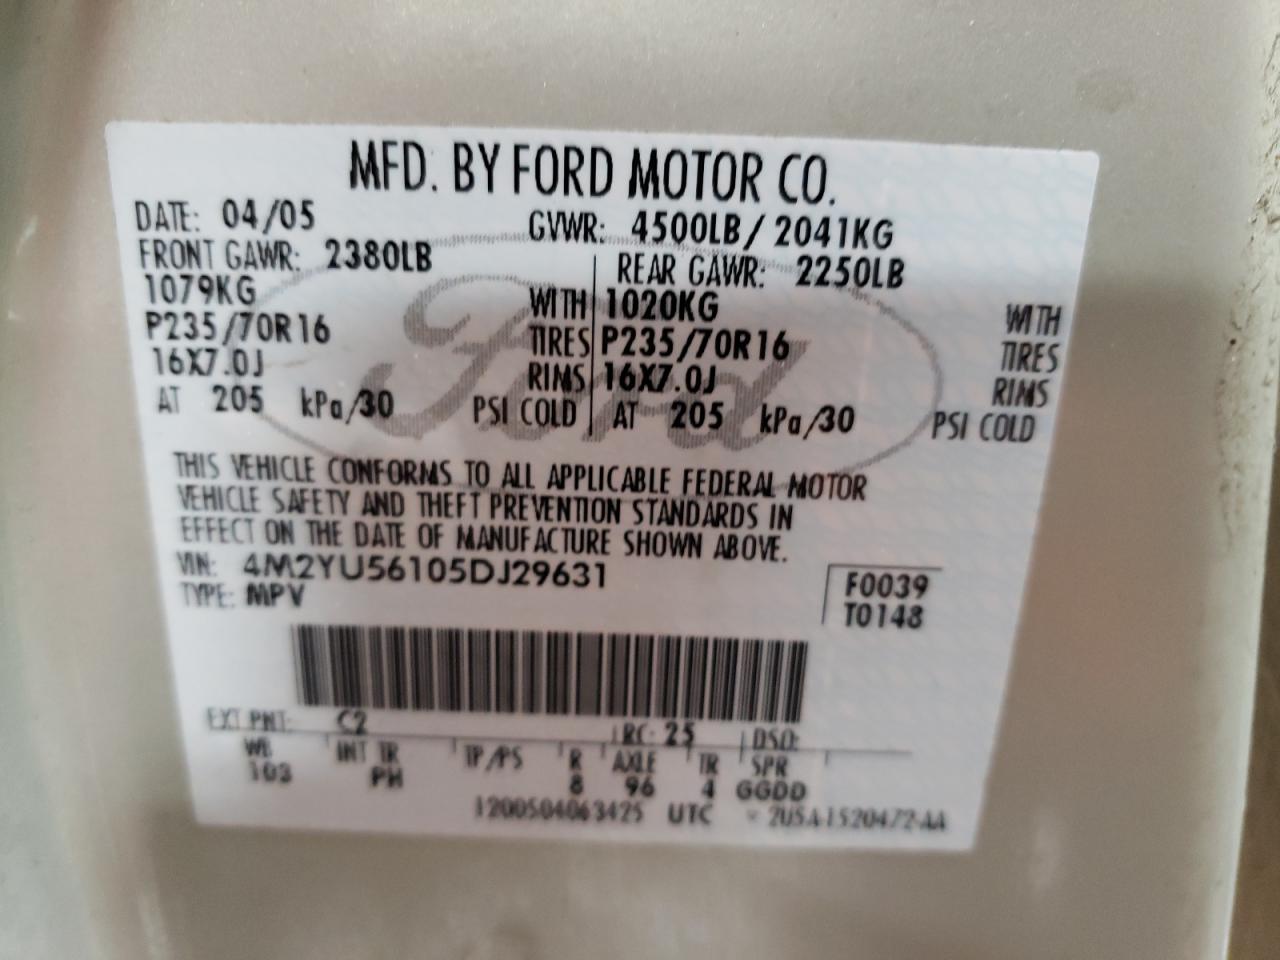 MFD. BY FORD MOTOR CO.
DATE: 04/05 GVWR: 4500LB/ 2041KG
FRONT GAWR: 2380LB REAR GAWR: 2250LB
1079KG WITH 1020KG WITH
P235/70R16 TIRES P235/70R16 TIRES
16X7.0J RIMS 16X7.0J RIMS
AT 205 kPa/30 PSI COLD AT 205 kPa/30 PSI COLD
Ford
THIS VEHICLE CONFORMS TO ALL APPLICABLE FEDERAL MOTOR
VEHICLE SAFETY AND THEFT PREVENTION STANDARDS IN
EFFECT ON THE DATE OF MANUFACTURE SHOWN ABOVE.
VIN: 4M2YU56105DJ29631
TYPE: MPV
F0039
T0148
EXT PNT: C2 RC: 25 DSO:
WB INT TR TP/PS R AXLE TR SPR
103 PH 8 96 4 GGDD
1200504063425 UTC